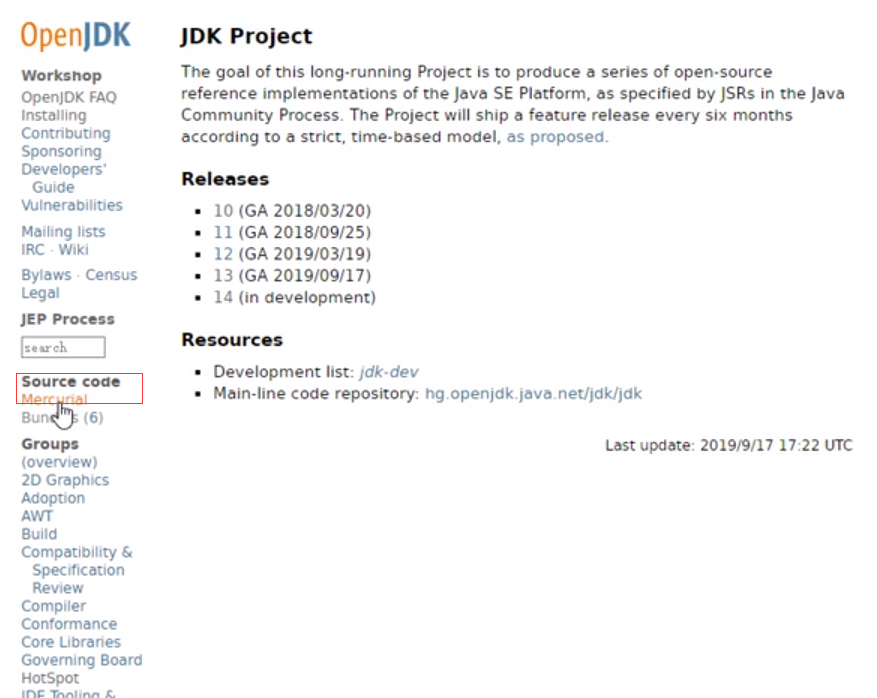 OpenJDK
Workshop
OpenJDK FAQ
Installing
Contributing
Sponsoring
Developers'
Guide
Vulnerabilities
Mailing lists
IRC · Wiki
Bylaws · Census
Legal
JEP Process
search
Source code
Mercurial
(6)
Groups
(overview)
2D Graphics
Adoption
AWT
Build
Compatibility &
Specification
Review
Compiler
Conformance
Core Libraries
Governing Board
HotSpot
IDE Tooling &
JDK Project
The goal of this long-running Project is to produce a series of open-source
reference implementations of the Java SE Platform, as specified by JSRs in the Java
Community Process. The Project will ship a feature release every six months
according to a strict, time-based model, as proposed.
Releases
▪ 10 (GA 2018/03/20)
▪ 11 (GA 2018/09/25)
▪ 12 (GA 2019/03/19)
▪ 13 (GA 2019/09/17)
▪ 14 (in development)
Resources
▪ Development list: jdk-dev
▪ Main-line code repository: hg.openjdk.java.net/jdk/jdk
Last update: 2019/9/17 17:22 UTC